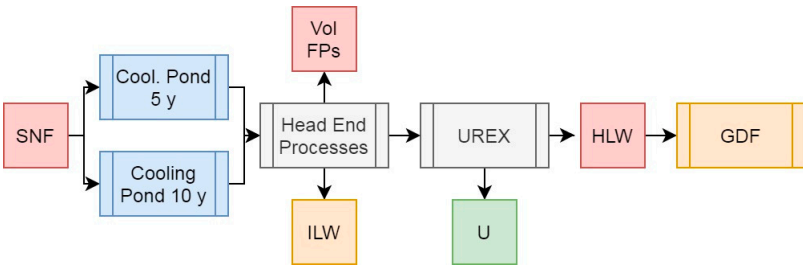 Vol
FPs
Cool. Pond
5 y
SNF
Head End
Processes
UREX
HLW
GDF
Cooling
Pond 10 y
ILW
U